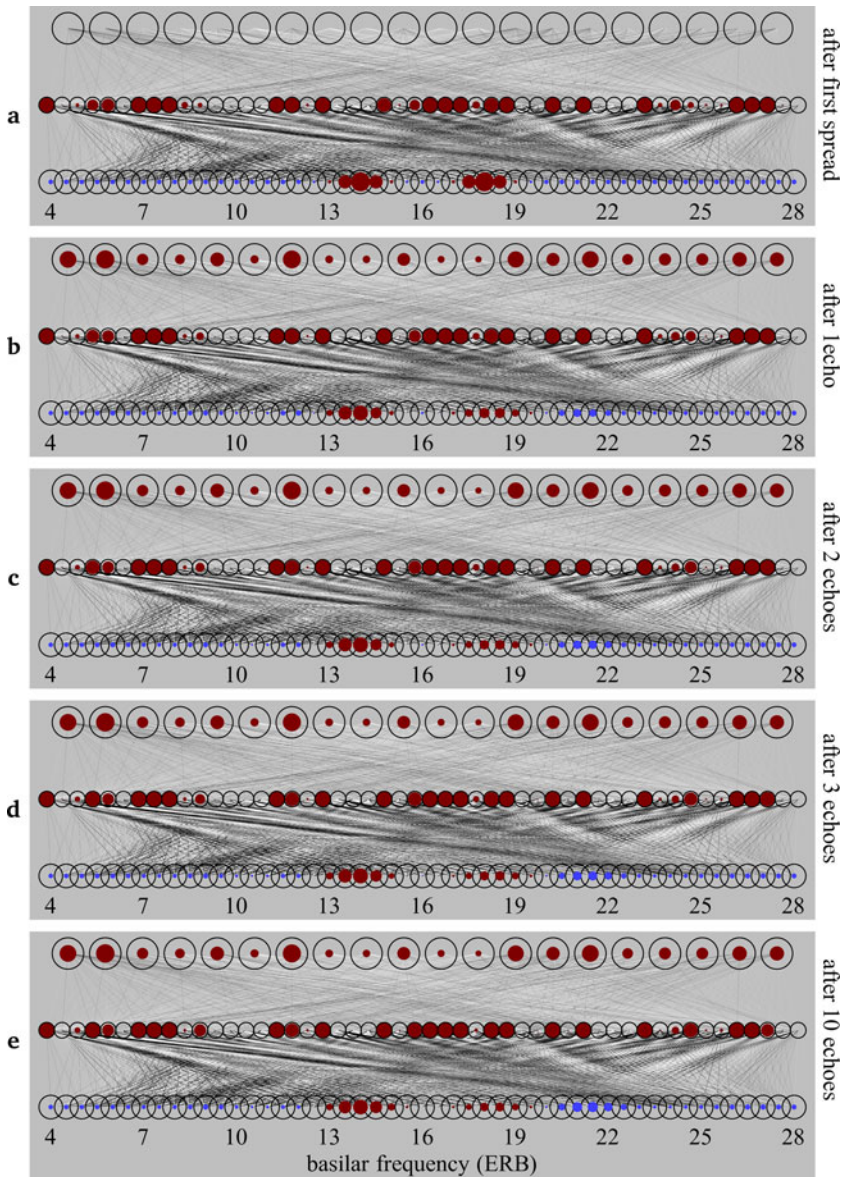 after first spread
a
4 7 10 13 16 19 22 25 28
after 1echo
b
4 7 10 13 16 19 22 25 28
after 2 echoes
c
4 7 10 13 16 19 22 25 28
after 3 echoes
d
4 7 10 13 16 19 22 25 28
after 10 echoes
e
4 7 10 13 16 19 22 25 28
basilar frequency (ERB)